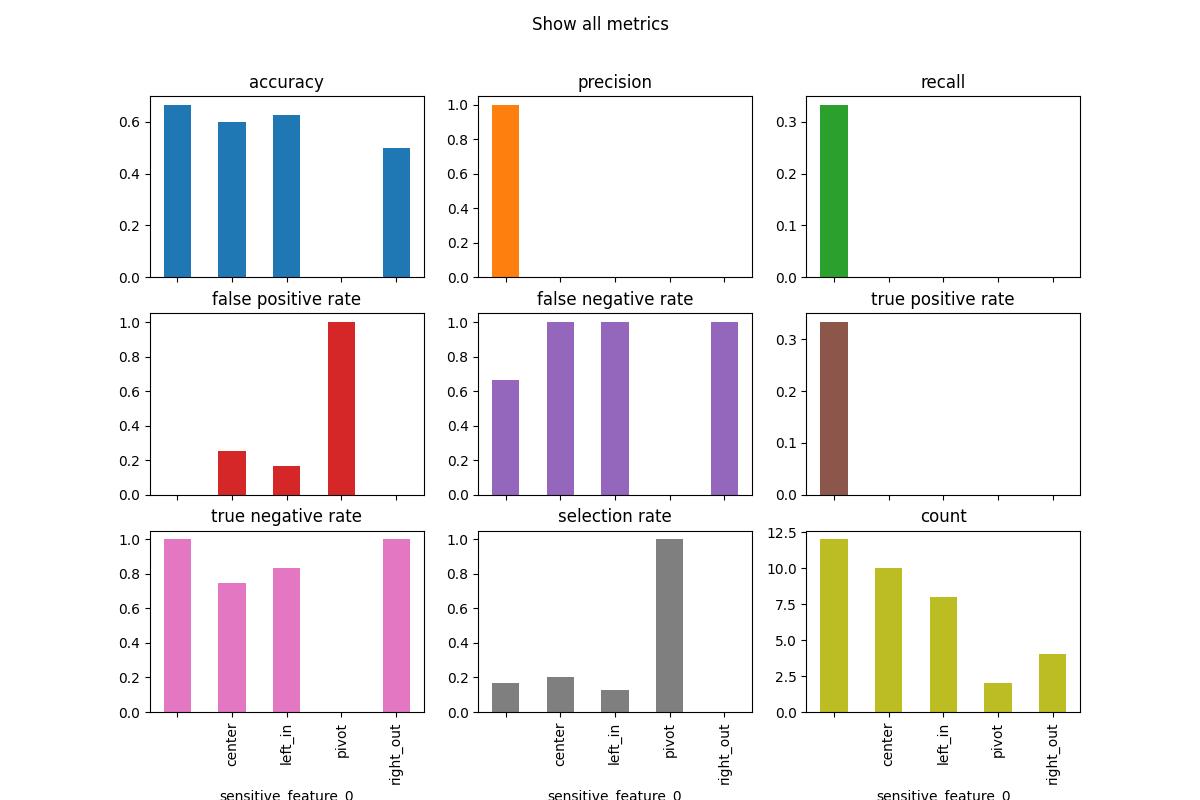 Show all metrics
accuracy
0.6
0.4
0.2
0.0
precision
1.0
0.8
0.6
0.4
0.2
0.0
recall
0.3
0.2
0.1
0.0
false positive rate
1.0
0.8
0.6
0.4
0.2
0.0
false negative rate
1.0
0.8
0.6
0.4
0.2
0.0
true positive rate
0.3
0.2
0.1
0.0
true negative rate
1.0
0.8
0.6
0.4
0.2
0.0
center
left_in
pivot
right_out
sensitive_feature_0
selection rate
1.0
0.8
0.6
0.4
0.2
0.0
center
left_in
pivot
right_out
sensitive_feature_0
count
12.5
10.0
7.5
5.0
2.5
0.0
center
left_in
pivot
right_out
sensitive_feature_0